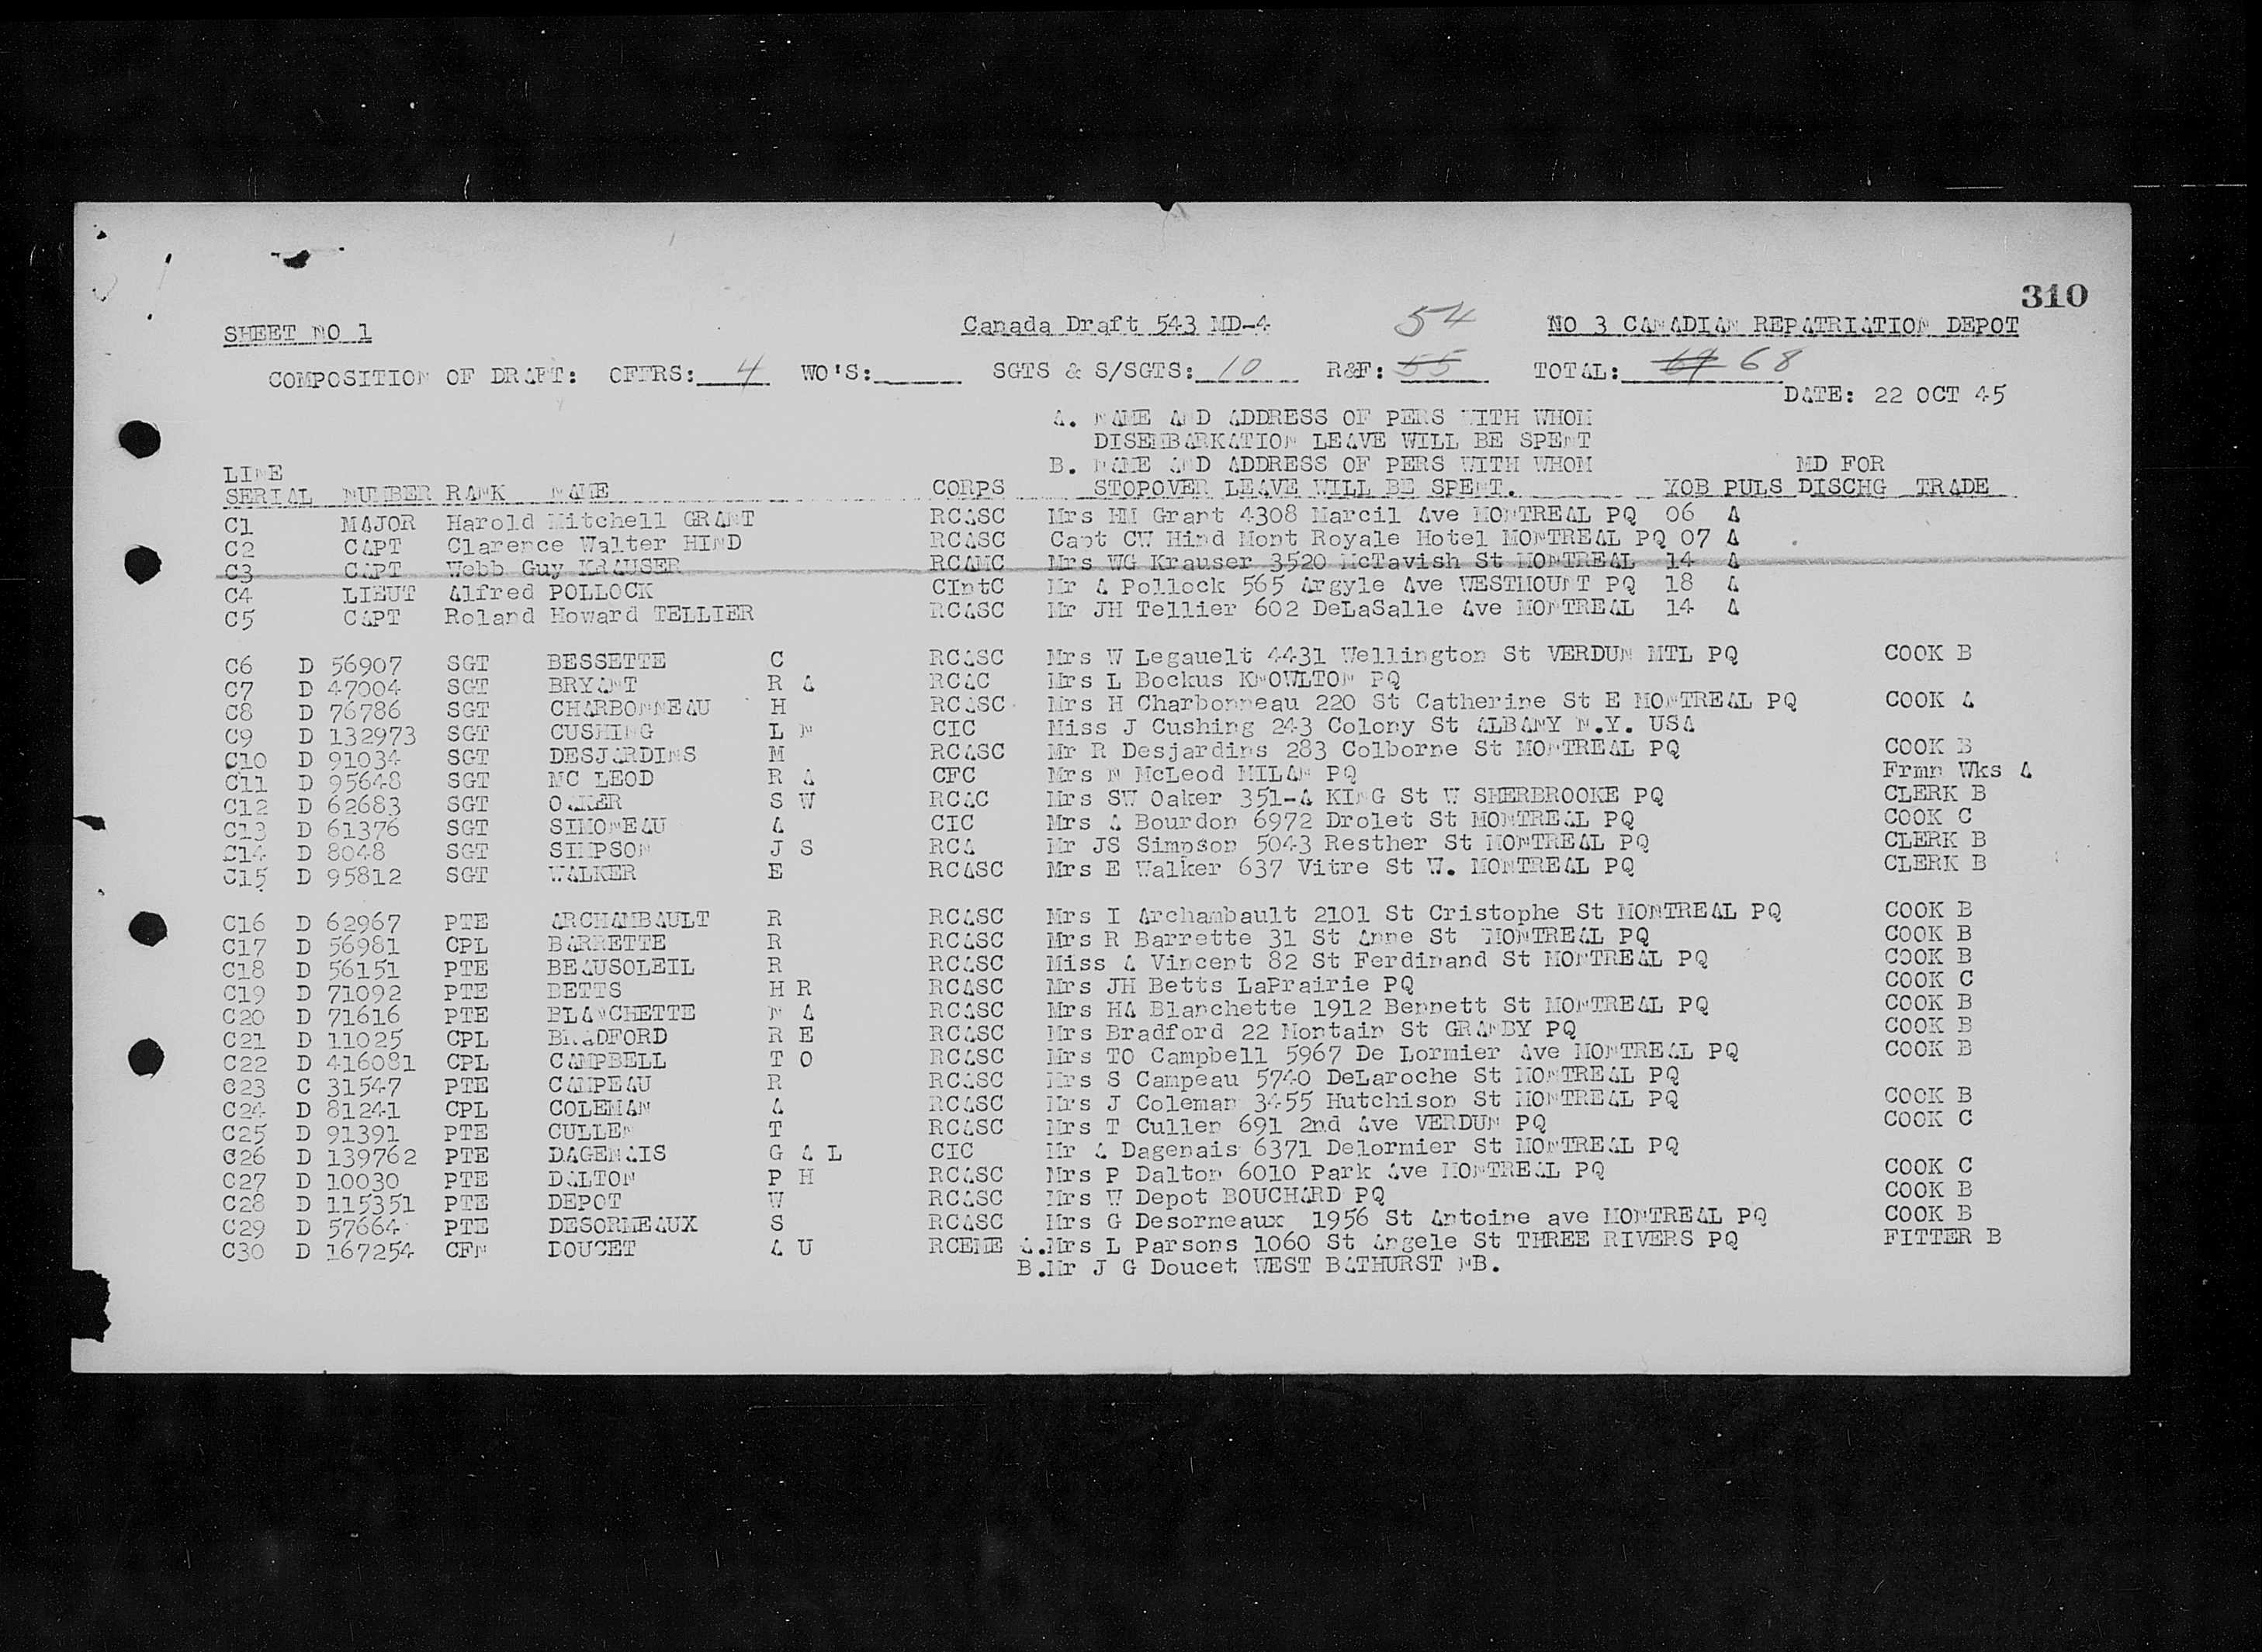 310
SHEET NO 1 Canada Draft 543 MD-4 54 NO 3 CANADIAN REPATRIATION DEPOT
COMPOSITION OF DRAFT: OFFRS: 4 WO'S: SGTS & S/SGTS: 10 R&F: 55 TOTAL: 69 68
DATE: 22 OCT 45
A. NAME AND ADDRESS OF PERS WITH WHOM
DISEMBARKATION LEAVE WILL BE SPENT
LINE B. NAME AND ADDRESS OF PERS WITH WHOM MD FOR
SERIAL NUMBER RANK NAME CORPS STOPOVER LEAVE WILL BE SPENT. YOB PULS DISCHG TRADE
C1 MAJOR Harold Mitchell GRANT RCASC Mrs HM Grant 4308 Marcil Ave MONTREAL PQ 06 A
C2 CAPT Clarence Walter HIND RCASC Capt CW Hind Mont Royale Hotel MONTREAL PQ 07 A
C3 CAPT Webb Guy KRAUSER RCAMC Mrs WG Krauser 3520 McTavish St MONTREAL 14 A
C4 LIEUT Alfred POLLOCK CIntC Mr A Pollock 565 Argyle Ave WESTMOUNT PQ 18 A
C5 CAPT Roland Howard TELLIER RCASC Mr JH Tellier 602 DeLaSalle Ave MONTREAL 14 A
C6 D 56907 SGT BESSETTE C RCASC Mrs W Legauelt 4431 Wellington St VERDUN MTL PQ COOK B
C7 D 47004 SGT BRYANT R A RCAC Mrs L Bockus KNOWLTON PQ
C8 D 76786 SGT CHARBONNEAU H RCASC Mrs H Charbonneau 220 St Catherine St E MONTREAL PQ COOK A
C9 D 132973 SGT CUSHING L N CIC Miss J Cushing 243 Colony St ALBANY N.Y. USA
C10 D 91034 SGT DESJARDINS M RCASC Mr R Desjardins 283 Colborne St MONTREAL PQ COOK B
C11 D 95648 SGT MC LEOD R A CFC Mrs N McLeod MILAN PQ Frmn Wks A
C12 D 62683 SGT OAKER S W RCAC Mrs SW Oaker 351-A KING St W SHERBROOKE PQ CLERK B
C13 D 61376 SGT SIMONEAU A CIC Mrs A Bourdon 6972 Drolet St MONTREAL PQ COOK C
C14 D 8048 SGT SIMPSON J S RCA Mr JS Simpson 5043 Resther St MONTREAL PQ CLERK B
C15 D 95812 SGT WALKER E RCASC Mrs E Walker 637 Vitre St W. MONTREAL PQ CLERK B
C16 D 62967 PTE ARCHAMBAULT R RCASC Mrs I Archambault 2101 St Cristophe St MONTREAL PQ COOK B
C17 D 56981 CPL BARRETTE R RCASC Mrs R Barrette 31 St Anne St MONTREAL PQ COOK B
C18 D 56151 PTE BEAUSOLEIL R RCASC Miss A Vincent 82 St Ferdinand St MONTREAL PQ COOK B
C19 D 71092 PTE BETTS H R RCASC Mrs JH Betts LaPrairie PQ COOK C
C20 D 71616 PTE BLANCHETTE N A RCASC Mrs HA Blanchette 1912 Bennett St MONTREAL PQ COOK B
C21 D 11025 CPL BRADFORD R E RCASC Mrs Bradford 22 Montain St GRANBY PQ COOK B
C22 D 416081 CPL CAMPBELL T O RCASC Mrs TO Campbell 5967 De Lormier Ave MONTREAL PQ COOK B
C23 C 31547 PTE CAMPEAU R RCASC Mrs S Campeau 5740 DeLaroche St MONTREAL PQ
C24 D 81241 CPL COLEMAN A RCASC Mrs J Coleman 3455 Hutchison St MONTREAL PQ COOK B
C25 D 91391 PTE CULLEN T RCASC Mrs T Cullen 691 2nd Ave VERDUN PQ COOK C
C26 D 139762 PTE DAGENAIS G A L CIC Mr A Dagenais 6371 Delormier St MONTREAL PQ
C27 D 10030 PTE DALTON P H RCASC Mrs P Dalton 6010 Park Ave MONTREAL PQ COOK C
C28 D 115351 PTE DEPOT W RCASC Mrs W Depot BOUCHARD PQ COOK B
C29 D 57664 PTE DESORMEAUX S RCASC Mrs G Desormeaux 1956 St Antoine ave MONTREAL PQ COOK B
C30 D 167254 CFN DOUCET A U RCEME A.Mrs L Parsons 1060 St Angele St THREE RIVERS PQ FITTER B
B.Mr J G Doucet WEST BATHURST NB.